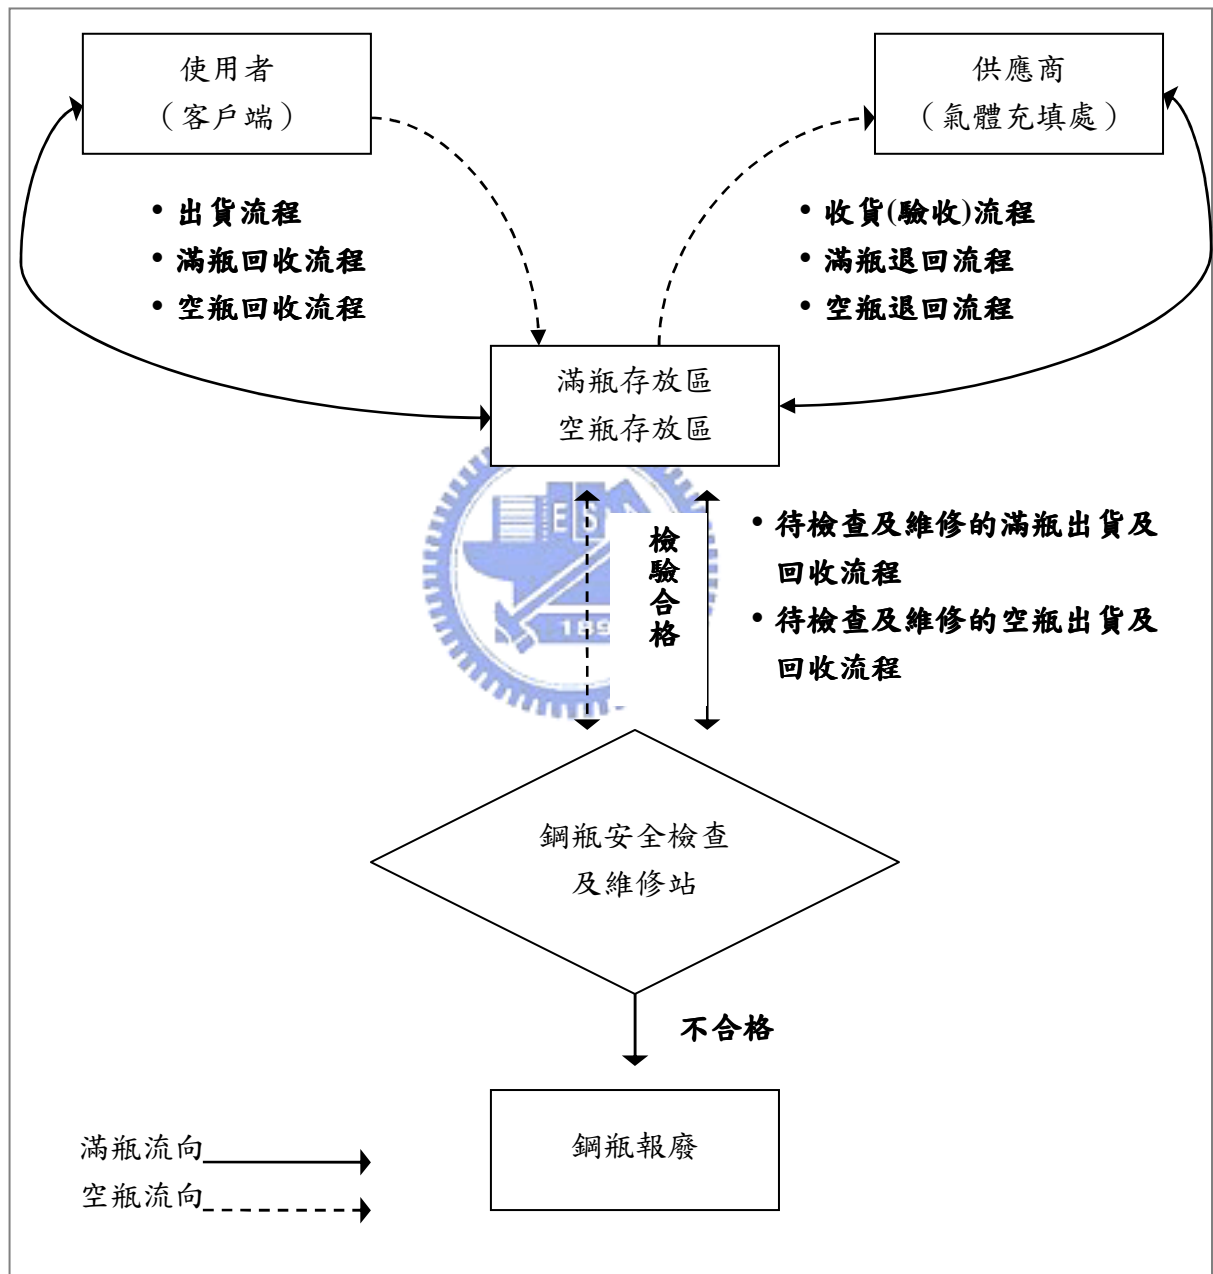 使用者
（客戶端）
供應商
（氣體充填處）
• 出貨流程
• 滿瓶回收流程
• 空瓶回收流程
• 收貨(驗收)流程
• 滿瓶退回流程
• 空瓶退回流程
滿瓶存放區
空瓶存放區
檢驗合格
• 待檢查及維修的滿瓶出貨及
回收流程
• 待檢查及維修的空瓶出貨及
回收流程
鋼瓶安全檢查
及維修站
不合格
鋼瓶報廢
滿瓶流向
空瓶流向